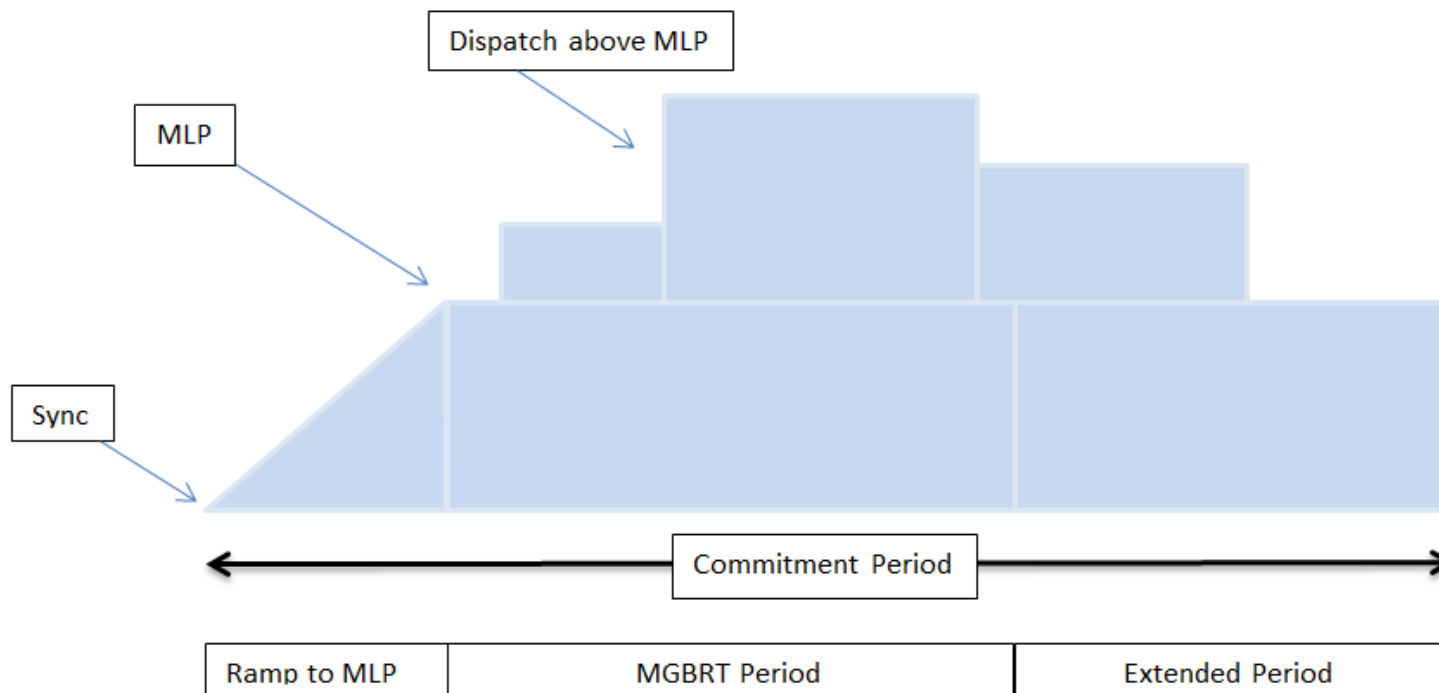 Dispatch above MLP
MLP
Sync
Commitment Period
Ramp to MLP
MGBRT Period
Extended Period